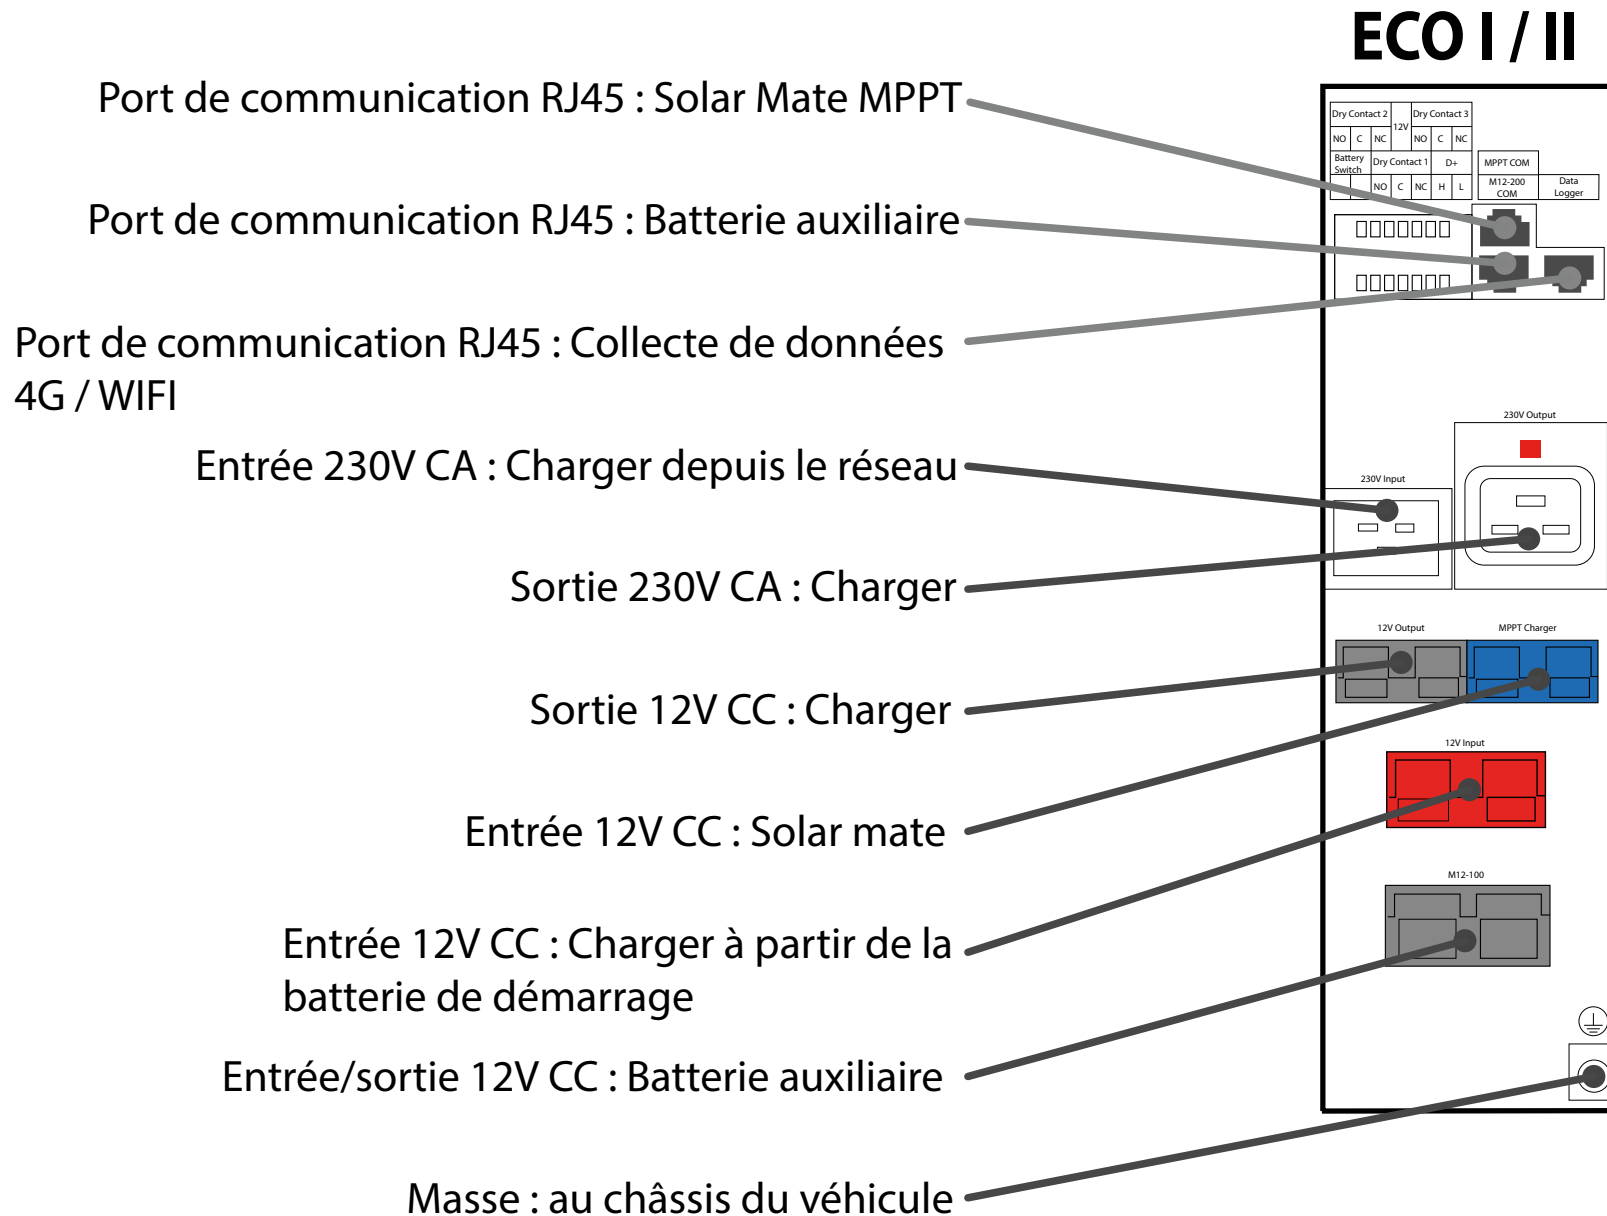 ECO I / II
Port de communication RJ45 : Solar Mate MPPT
Port de communication RJ45 : Batterie auxiliaire
Port de communication RJ45 : Collecte de données
4G / WIFI
Entrée 230V CA : Charger depuis le réseau
Sortie 230V CA : Charger
Sortie 12V CC : Charger
Entrée 12V CC : Solar mate
Entrée 12V CC : Charger à partir de la
batterie de démarrage
Entrée/sortie 12V CC : Batterie auxiliaire
Masse : au châssis du véhicule
Dry Contact 2 12V Dry Contact 3
NO C NC NO C NC
Battery
Switch
Dry Contact 1 D+
NO C NC H L
MPPT COM
M12-200
COM
Data
Logger
230V Output
230V Input
12V Output MPPT Charger
12V Input
M12-100